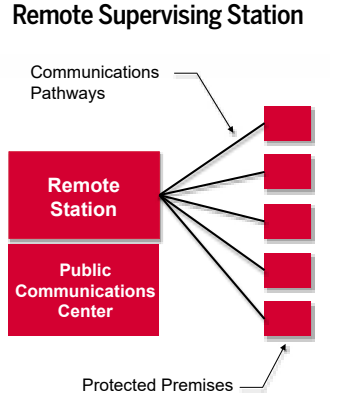 Remote Supervising Station
Communications
Pathways
Remote
Station
Public
Communications
Center
Protected Premises